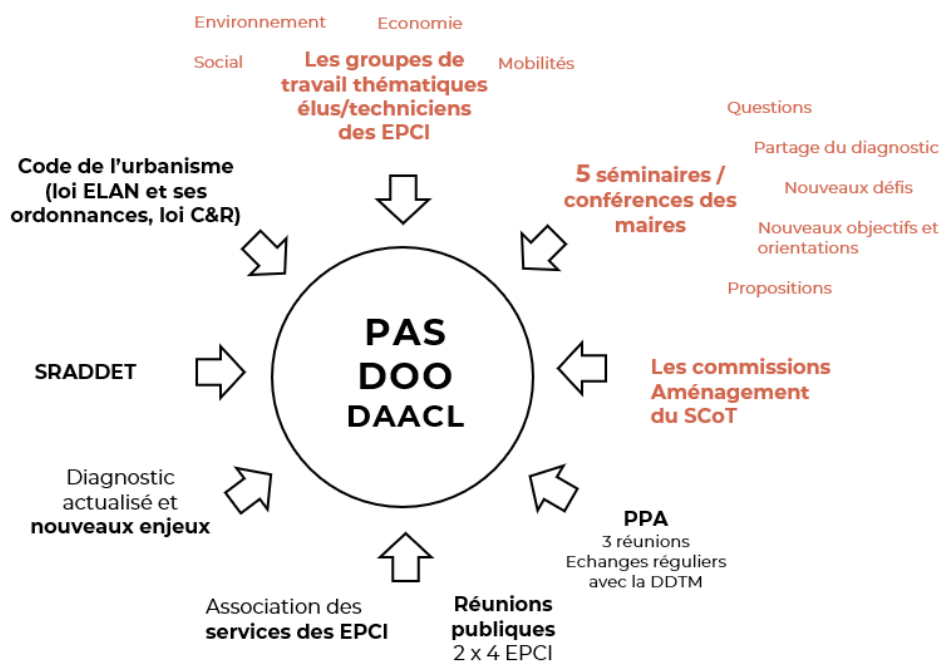 Environnement
Economie
Social
Les groupes de
travail thématiques
élus/techniciens
des EPCI
Mobilités
Questions
Partage du diagnostic
Nouveaux défis
Nouveaux objectifs et
orientations
Propositions
Code de l'urbanisme
(loi ELAN et ses
ordonnances, loi C&R)
5 séminaires /
conférences des
maires
PAS
DOO
DAACL
SRADDET
Les commissions
Aménagement
du SCoT
Diagnostic
actualisé et
nouveaux enjeux
PPA
3 réunions
Echanges réguliers
avec la DDTM
Association des
services des EPCI
Réunions
publiques
2 x 4 EPCI